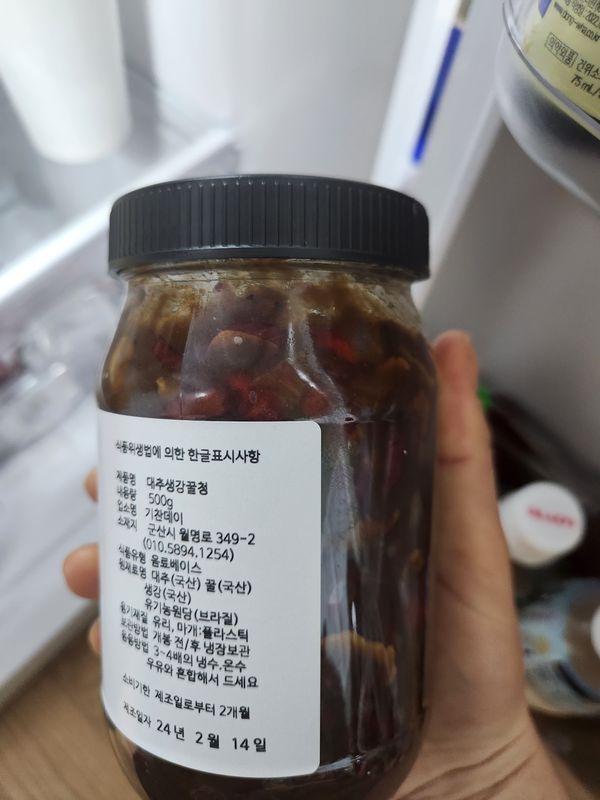 식품위생법에 의한 한글표시사항
제품명 대추생강꿀청
내용량 500g
업소명 기찬데이
소재지 군산시 월명로 349-2
(010.5894.1254)
식품유형 음료베이스
원재료명 대추(국산) 꿀(국산)
생강(국산)
유기농원당(브라질)
용기재질 유리, 마개:플라스틱
보관방법 개봉 전/후 냉장보관
음용방법 3~4배의 냉수.온수
우유와 혼합해서 드세요
소비기한 제조일로부터 2개월
제조일자 24년 2월 14일
의약외품
75mL